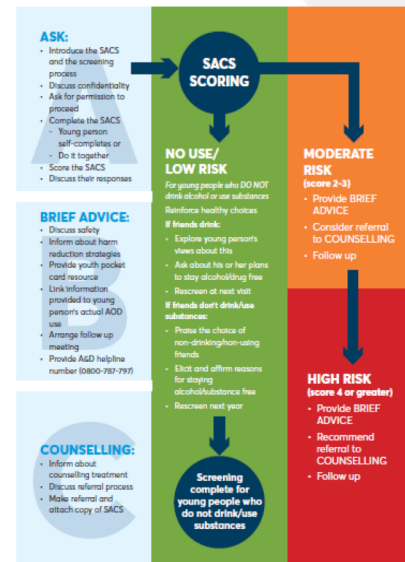 ASK:
• Introduce the SACS
and the screening
process
• Discuss confidentiality
• Ask for permission to
proceed
• Complete the SACS
- Young person
self-completes or
- Do it together
• Score the SACS
• Discuss their responses
BRIEF ADVICE:
• Discuss safety
• Inform about harm
reduction strategies
• Provide youth pocket
card resource
• Link information
provided to young
person's actual AOD
use
• Arrange follow up
meeting
• Provide A&D helpline
number (0800-787-797)
COUNSELLING:
• Inform about
counselling treatment
• Discuss referral process
• Make referral and
attach copy of SACS
A
B
C
SACS
SCORING
NO USE/
LOW RISK
For young people who DO NOT
drink alcohol or use substances
Reinforce healthy choices
If friends drink:
• Explore young person's
views about this
• Ask about his or her plans
to stay alcohol/drug free
• Rescreen at next visit
If friends don't drink/use
substances:
• Praise the choice of
non-drinking/non-using
friends
• Elicit and affirm reasons
for staying
alcohol/substance free
• Rescreen next year
Screening
complete for
young people who
do not drink/use
substances
MODERATE
RISK
(score 2-3)
• Provide BRIEF
ADVICE
• Consider referral
to COUNSELLING
• Follow up
HIGH RISK
(score 4 or greater)
• Provide BRIEF
ADVICE
• Recommend
referral to
COUNSELLING
• Follow up